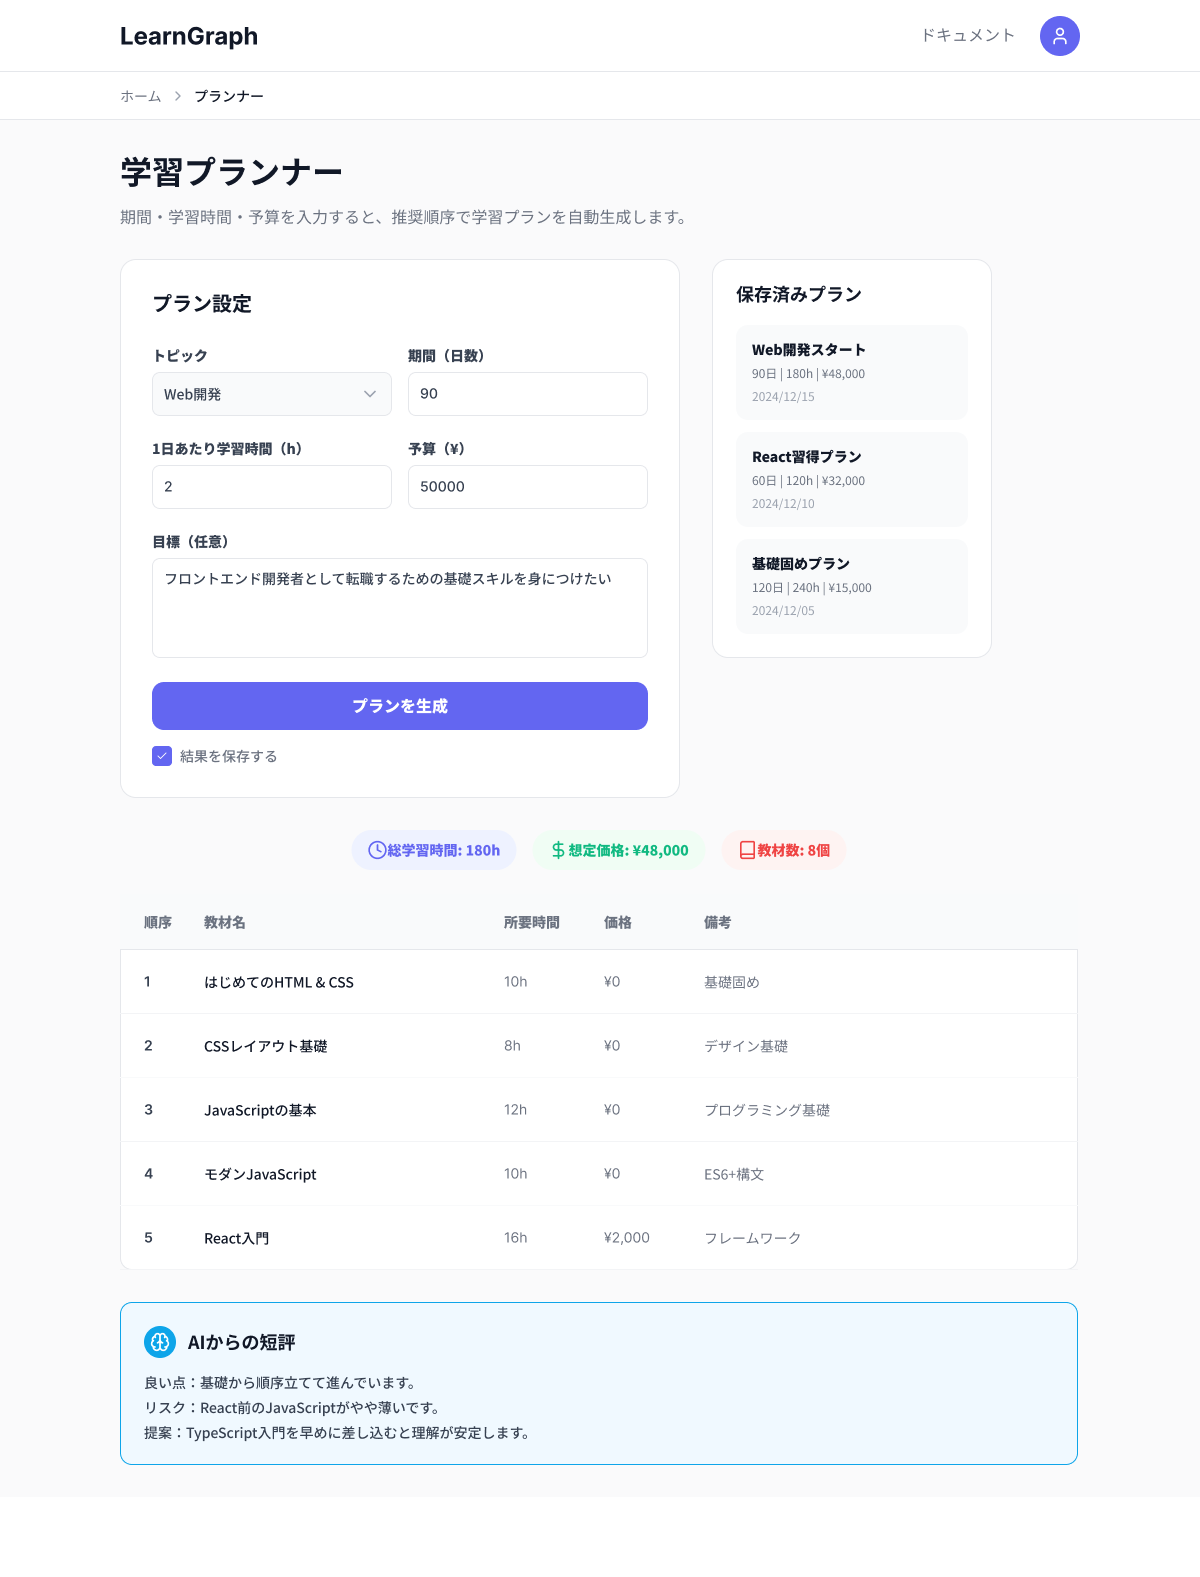 LearnGraph
ドキュメント
ホーム
プランナー
学習プランナー
期間・学習時間・予算を入力すると、推奨順序で学習プランを自動生成します。
プラン設定
トピック
期間（日数）
Web開発
90
1日あたり学習時間（h）
予算（¥）
2
50000
目標（任意）
フロントエンド開発者として転職するための基礎スキルを身につけたい
プランを生成
結果を保存する
保存済みプラン
Web開発スタート
90日 | 180h | ¥48,000
2024/12/15
React習得プラン
60日 | 120h | ¥32,000
2024/12/10
基礎固めプラン
120日 | 240h | ¥15,000
2024/12/05
総学習時間: 180h
想定価格: ¥48,000
教材数: 8個
順序 教材名 所要時間 価格 備考
1 はじめてのHTML & CSS 10h ¥0 基礎固め
2 CSSレイアウト基礎 8h ¥0 デザイン基礎
3 JavaScriptの基本 12h ¥0 プログラミング基礎
4 モダンJavaScript 10h ¥0 ES6+構文
5 React入門 16h ¥2,000 フレームワーク
AIからの短評
良い点：基礎から順序立てて進んでいます。
リスク：React前のJavaScriptがやや薄いです。
提案：TypeScript入門を早めに差し込むと理解が安定します。